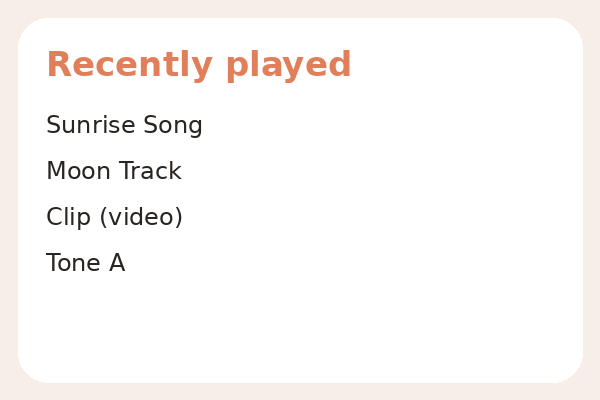 Recently played
Sunrise Song
Moon Track
Clip (video)
Tone A